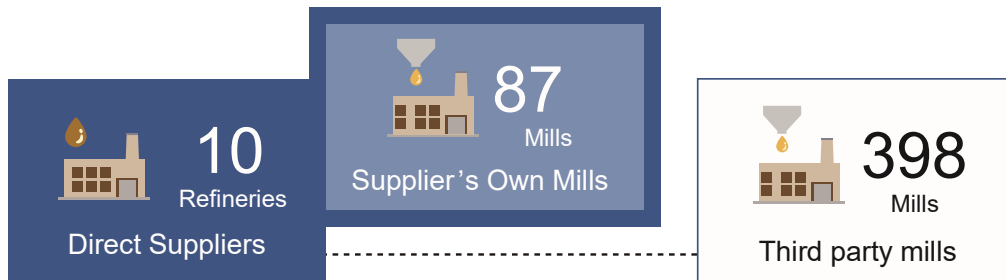 10
Refineries
Direct Suppliers
87
Mills
Supplier's Own Mills
398
Mills
Third party mills